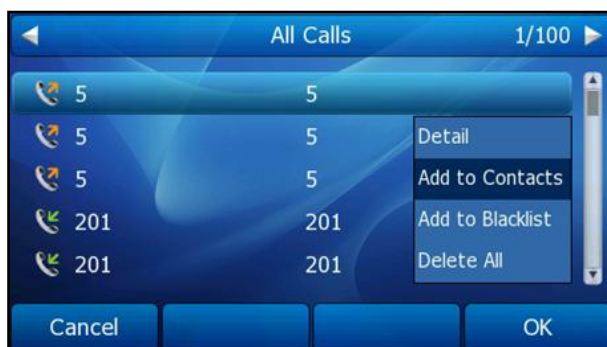 All Calls 1/100
5 5
5 5
Detail
5 5
Add to Contacts
201 201
Add to Blacklist
201 201
Delete All
Cancel OK